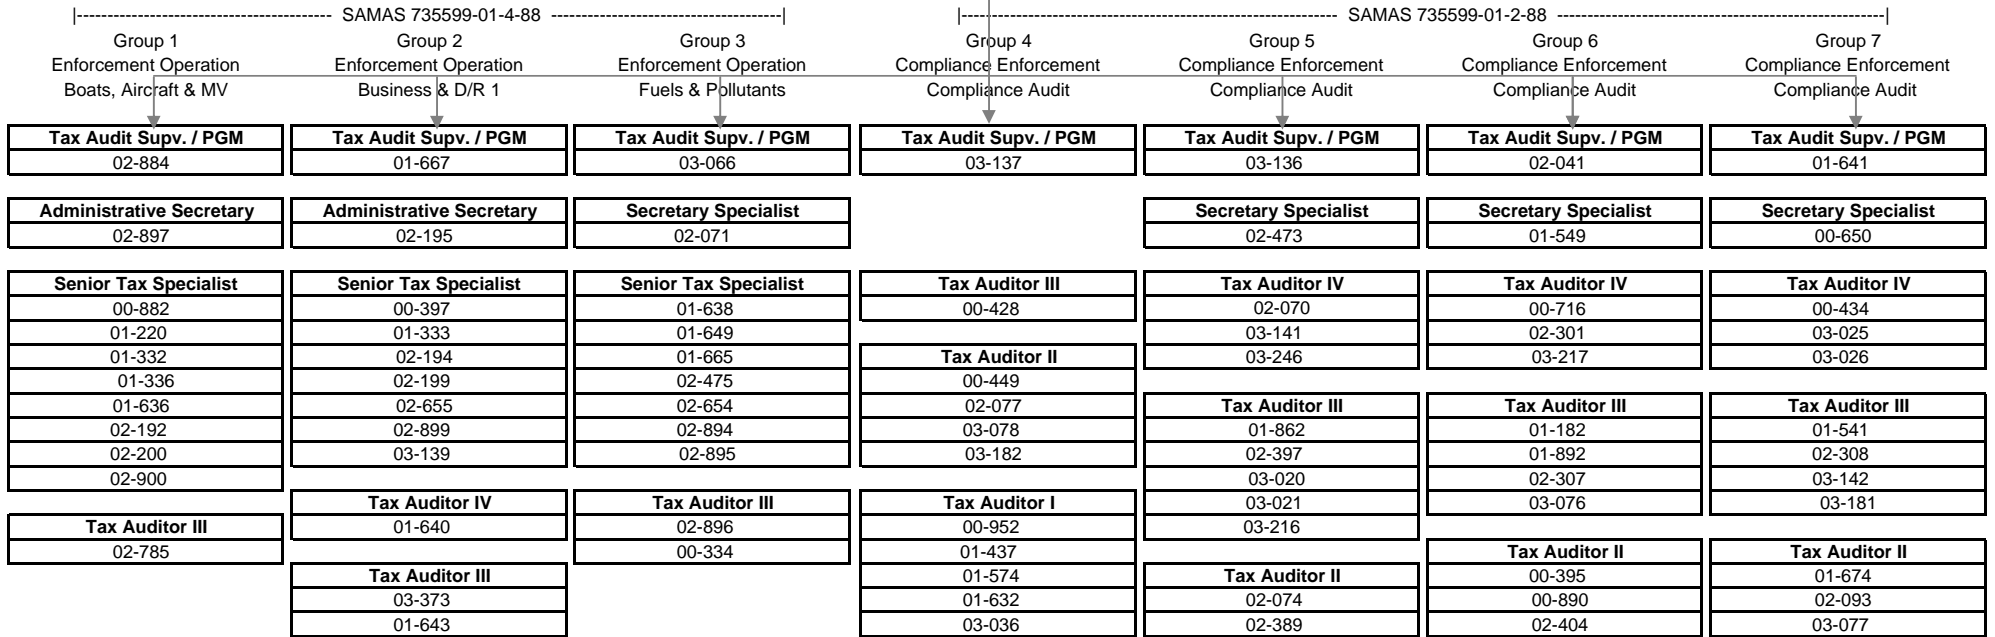 |-------------------------------------- SAMAS 735599-01-4-88 ----------------------------------|
|-------------------------------------------------------- SAMAS 735599-01-2-88 -------------------------------------------------|
Group 1 Group 2 Group 3 Group 4 Group 5 Group 6 Group 7
Enforcement Operation Enforcement Operation Enforcement Operation Compliance Enforcement Compliance Enforcement Compliance Enforcement Compliance Enforcement
Boats, Aircraft & MV Business & D/R 1 Fuels & Pollutants Compliance Audit Compliance Audit Compliance Audit Compliance Audit
Tax Audit Supv. / PGM Tax Audit Supv. / PGM Tax Audit Supv. / PGM Tax Audit Supv. / PGM Tax Audit Supv. / PGM Tax Audit Supv. / PGM Tax Audit Supv. / PGM
02-884 01-667 03-066 03-137 03-136 02-041 01-641
Administrative Secretary Administrative Secretary Secretary Specialist Secretary Specialist Secretary Specialist Secretary Specialist
02-897 02-195 02-071 02-473 01-549 00-650
Senior Tax Specialist Senior Tax Specialist Senior Tax Specialist Tax Auditor III Tax Auditor IV Tax Auditor IV Tax Auditor IV
00-882 00-397 01-638 00-428 02-070 00-716 00-434
01-220 01-333 01-649 03-141 02-301 03-025
01-332 02-194 01-665 Tax Auditor II 03-246 03-217 03-026
01-336 02-199 02-475 00-449
01-636 02-655 02-654 02-077 Tax Auditor III Tax Auditor III Tax Auditor III
02-192 02-899 02-894 03-078 01-862 01-182 01-541
02-200 03-139 02-895 03-182 02-397 01-892 02-308
02-900 03-020 02-307 03-142
Tax Auditor IV Tax Auditor III Tax Auditor I 03-021 03-076 03-181
Tax Auditor III 01-640 02-896 00-952 03-216
02-785 00-334 01-437 Tax Auditor II Tax Auditor II
Tax Auditor III 01-574 Tax Auditor II 00-395 01-674
03-373 01-632 02-074 00-890 02-093
01-643 03-036 02-389 02-404 03-077